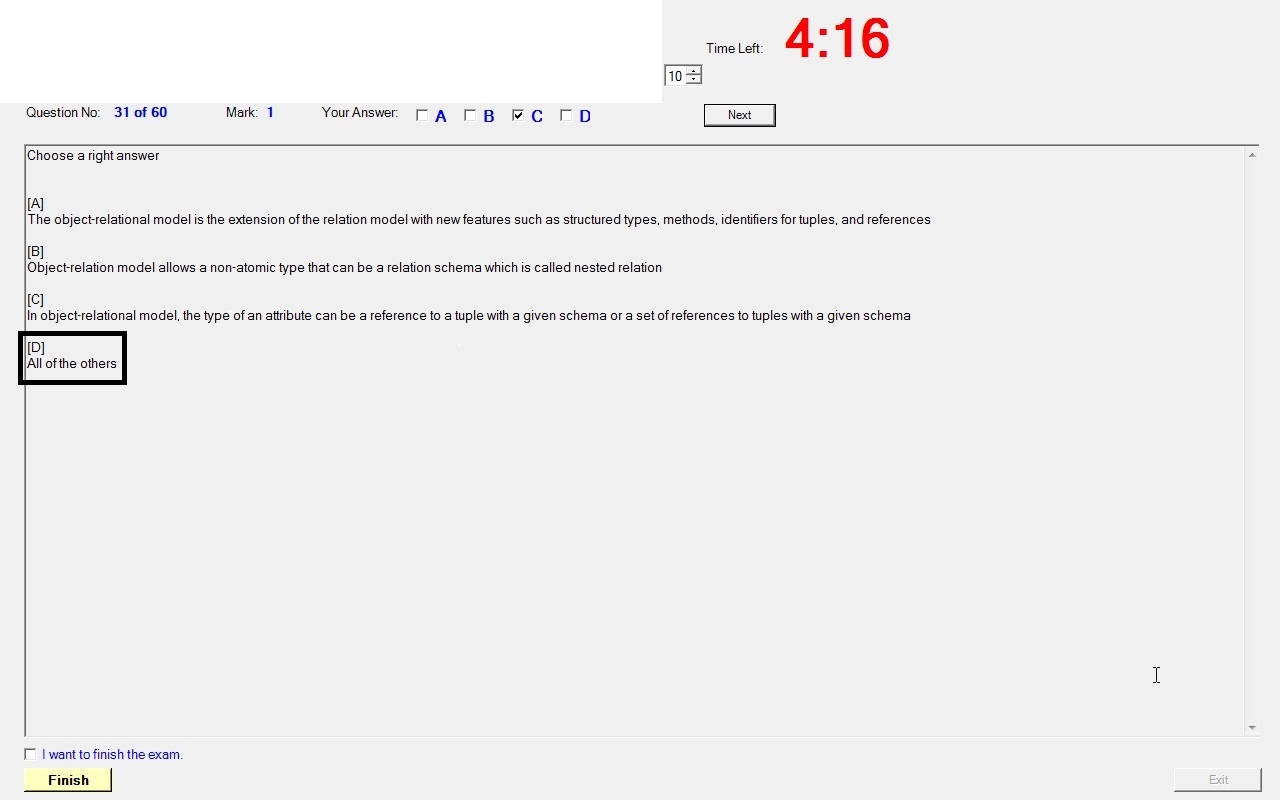 Time Left: 4:16
10
Question No: 31 of 60 Mark: 1 Your Answer: A B C D Next
Choose a right answer
[A]
The object-relational model is the extension of the relation model with new features such as structured types, methods, identifiers for tuples, and references
[B]
Object-relation model allows a non-atomic type that can be a relation schema which is called nested relation
[C]
In object-relational model, the type of an attribute can be a reference to a tuple with a given schema or a set of references to tuples with a given schema
[D]
All of the others
I want to finish the exam.
Finish Exit